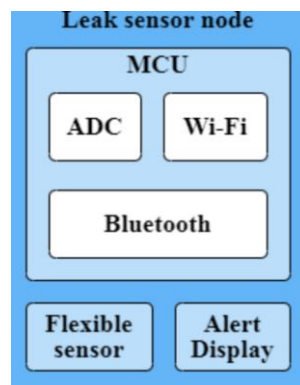 Leak sensor node
MCU
ADC
Wi-Fi
Bluetooth
Flexible
sensor
Alert
Display